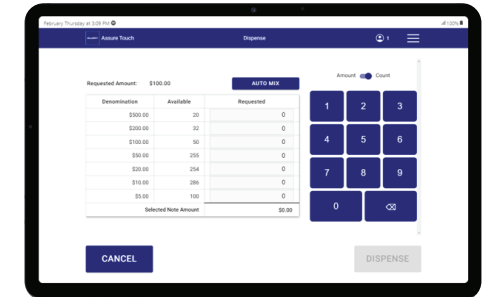 February Thursday at 3:09 PM
100%
Assure Touch
Dispense
1
Requested Amount: $100.00
AUTO MIX
Amount Count
Denomination Available Requested
$500.00 20 0
$200.00 32 0
$100.00 50 0
$50.00 255 0
$20.00 254 0
$10.00 286 0
$5.00 100 0
Selected Note Amount $0.00
1 2 3
4 5 6
7 8 9
0
CANCEL
DISPENSE